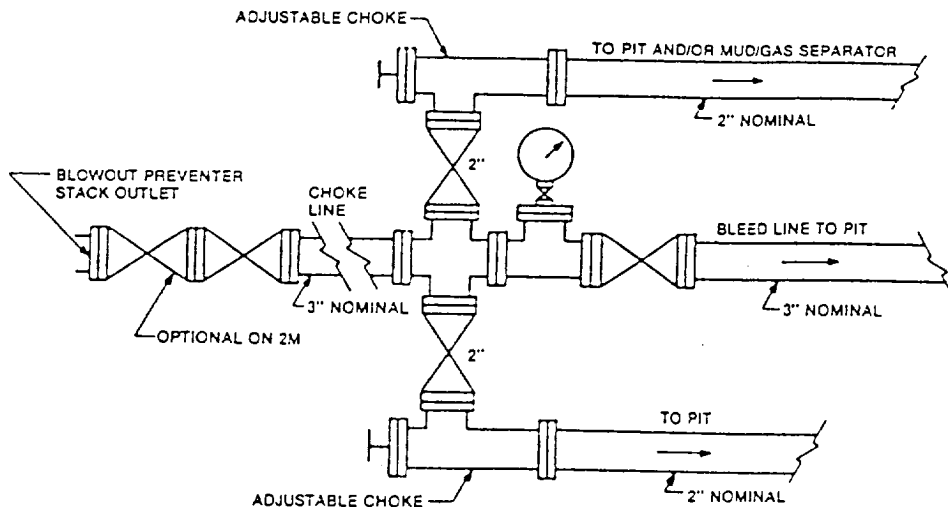 ADJUSTABLE CHOKE
TO PIT AND/OR MUD/GAS SEPARATOR
2" NOMINAL
2"
BLOWOUT PREVENTER
STACK OUTLET
CHOKE
LINE
BLEED LINE TO PIT
3" NOMINAL
3" NOMINAL
OPTIONAL ON 2M
2"
TO PIT
ADJUSTABLE CHOKE
2" NOMINAL